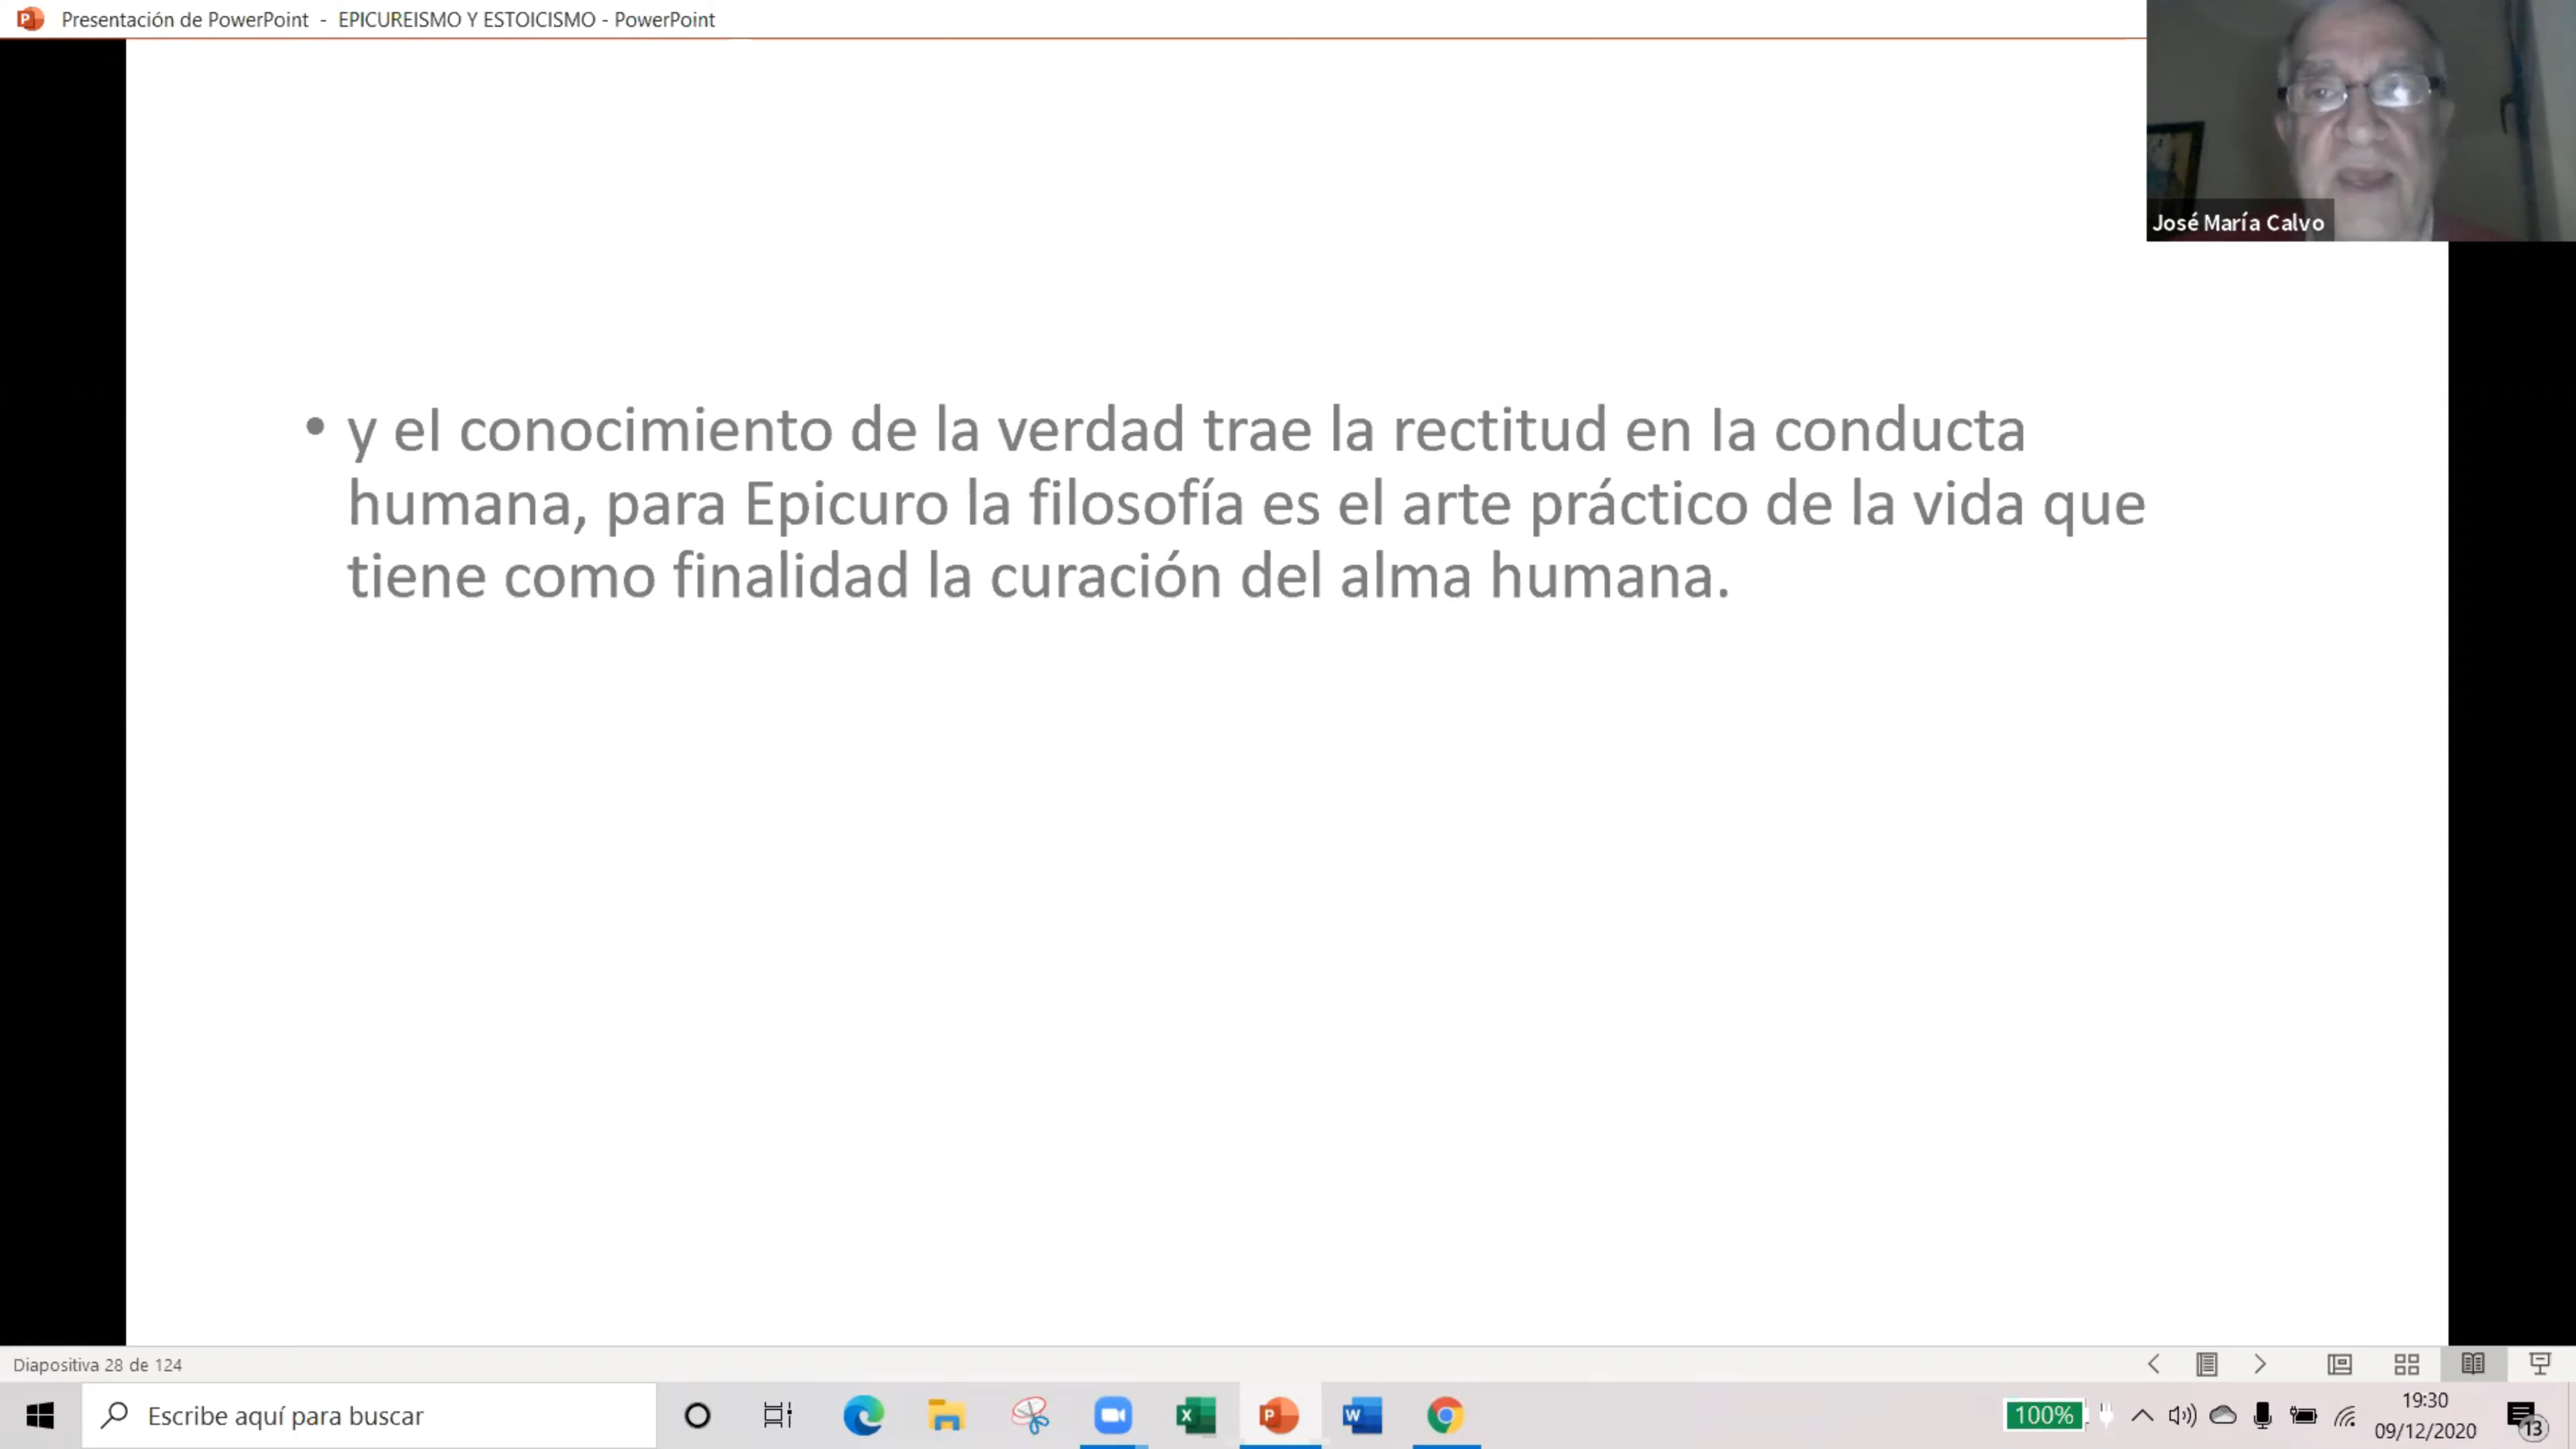 Presentación de PowerPoint - EPICUREISMO Y ESTOICISMO - PowerPoint
José María Calvo
• y el conocimiento de la verdad trae la rectitud en la conducta
humana, para Epicuro la filosofía es el arte práctico de la vida que
tiene como finalidad la curación del alma humana.
Diapositiva 28 de 124
Escribe aquí para buscar
100%
19:30
09/12/2020
13